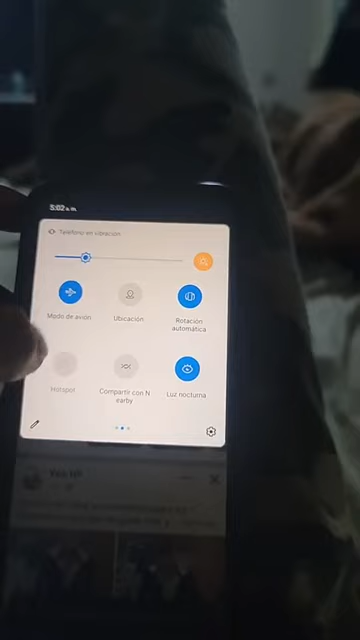 5:02 a. m.
Teléfono en vibración
Modo de avión
Ubicación
Rotación
automática
Hotspot
Compartir con N
earby
Luz nocturna